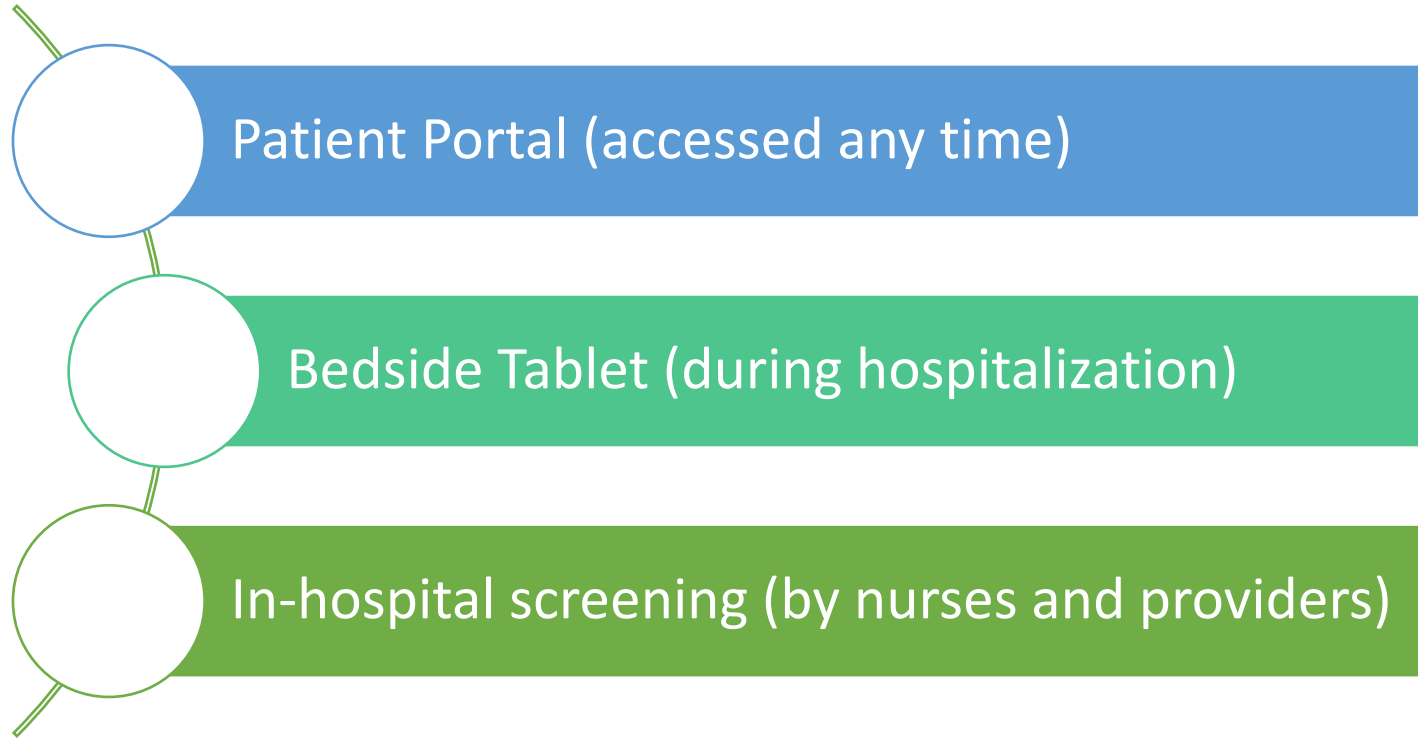 Patient Portal (accessed any time)
Bedside Tablet (during hospitalization)
In-hospital screening (by nurses and providers)